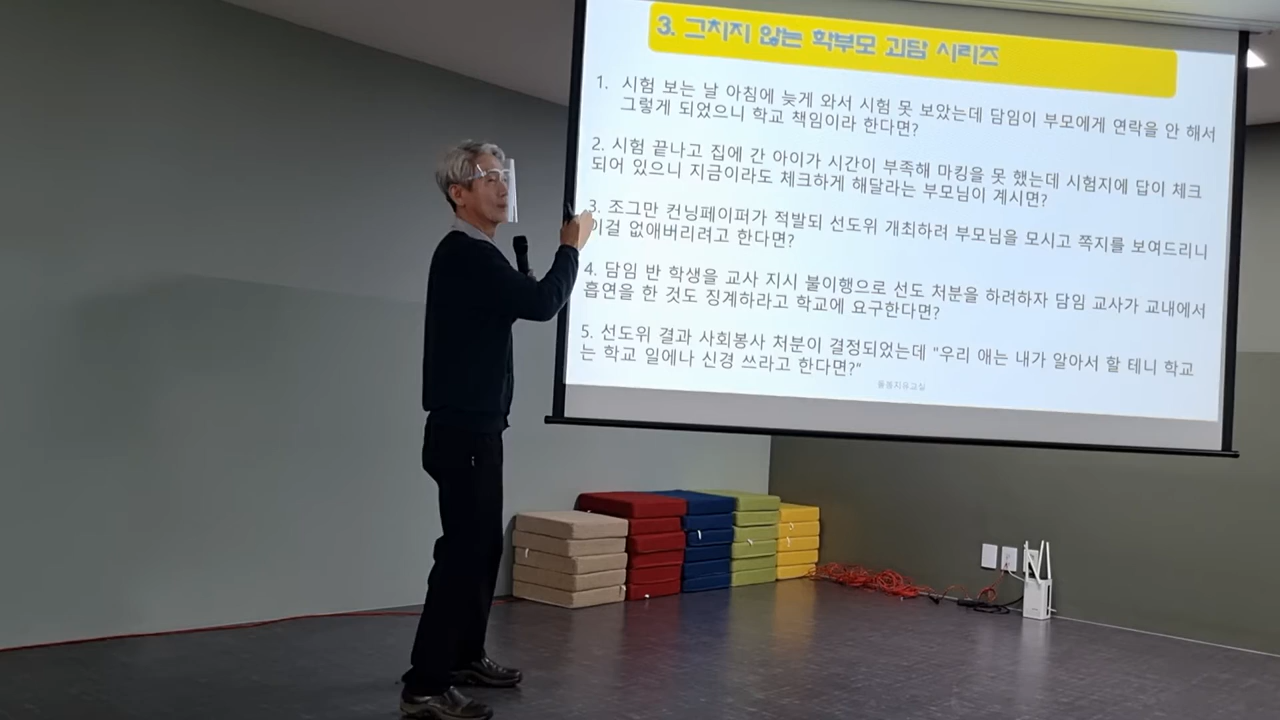 3. 그치지 않는 학부모 괴담 시리즈
1. 시험 보는 날 아침에 늦게 와서 시험 못 보았는데 담임이 부모에게 연락을 안 해서
그렇게 되었으니 학교 책임이라 한다면?
2. 시험 끝나고 집에 간 아이가 시간이 부족해 마킹을 못 했는데 시험지에 답이 체크
되어 있으니 지금이라도 체크하게 해달라는 부모님이 계시면?
3. 조그만 컨닝페이퍼가 적발되 선도위 개최하려 부모님을 모시고 쪽지를 보여드리니
이걸 없애버리려고 한다면?
4. 담임 반 학생을 교사 지시 불이행으로 선도 처분을 하려하자 담임 교사가 교내에서
흡연을 한 것도 징계하라고 학교에 요구한다면?
5. 선도위 결과 사회봉사 처분이 결정되었는데 "우리 애는 내가 알아서 할 테니 학교
는 학교 일에나 신경 쓰라고 한다면?"